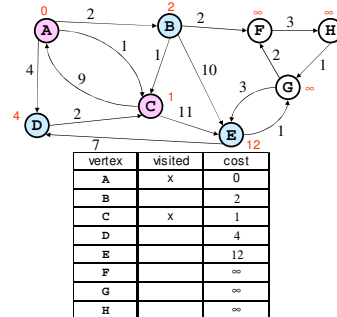 0 2 2 2 ∞ 3 ∞
A B F H
4 1 1 10 2 1
9 3 G ∞
C 1
4 D 2 11 E 1
7 12
vertex visited cost
A x 0
B 2
C x 1
D 4
E 12
F ∞
G ∞
H ∞